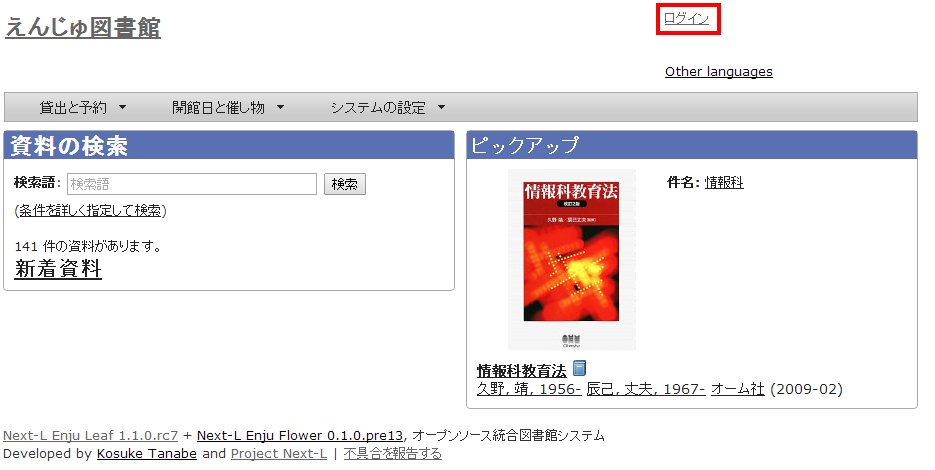 えんじゅ図書館
ログイン
Other languages
貸出と予約 開館日と催し物 システムの設定
資料の検索
検索語: 検索語 検索
(条件を詳しく指定して検索)
141 件の資料があります。
新着資料
ピックアップ
情報科教育法
改訂2版
久野 靖/辰己丈夫[監修]
Ohmsha
件名: 情報科
情報科教育法
久野, 靖, 1956- 辰己, 丈夫, 1967- オーム社 (2009-02)
Next-L Enju Leaf 1.1.0.rc7 + Next-L Enju Flower 0.1.0.pre13, オープンソース統合図書館システム
Developed by Kosuke Tanabe and Project Next-L | 不具合を報告する